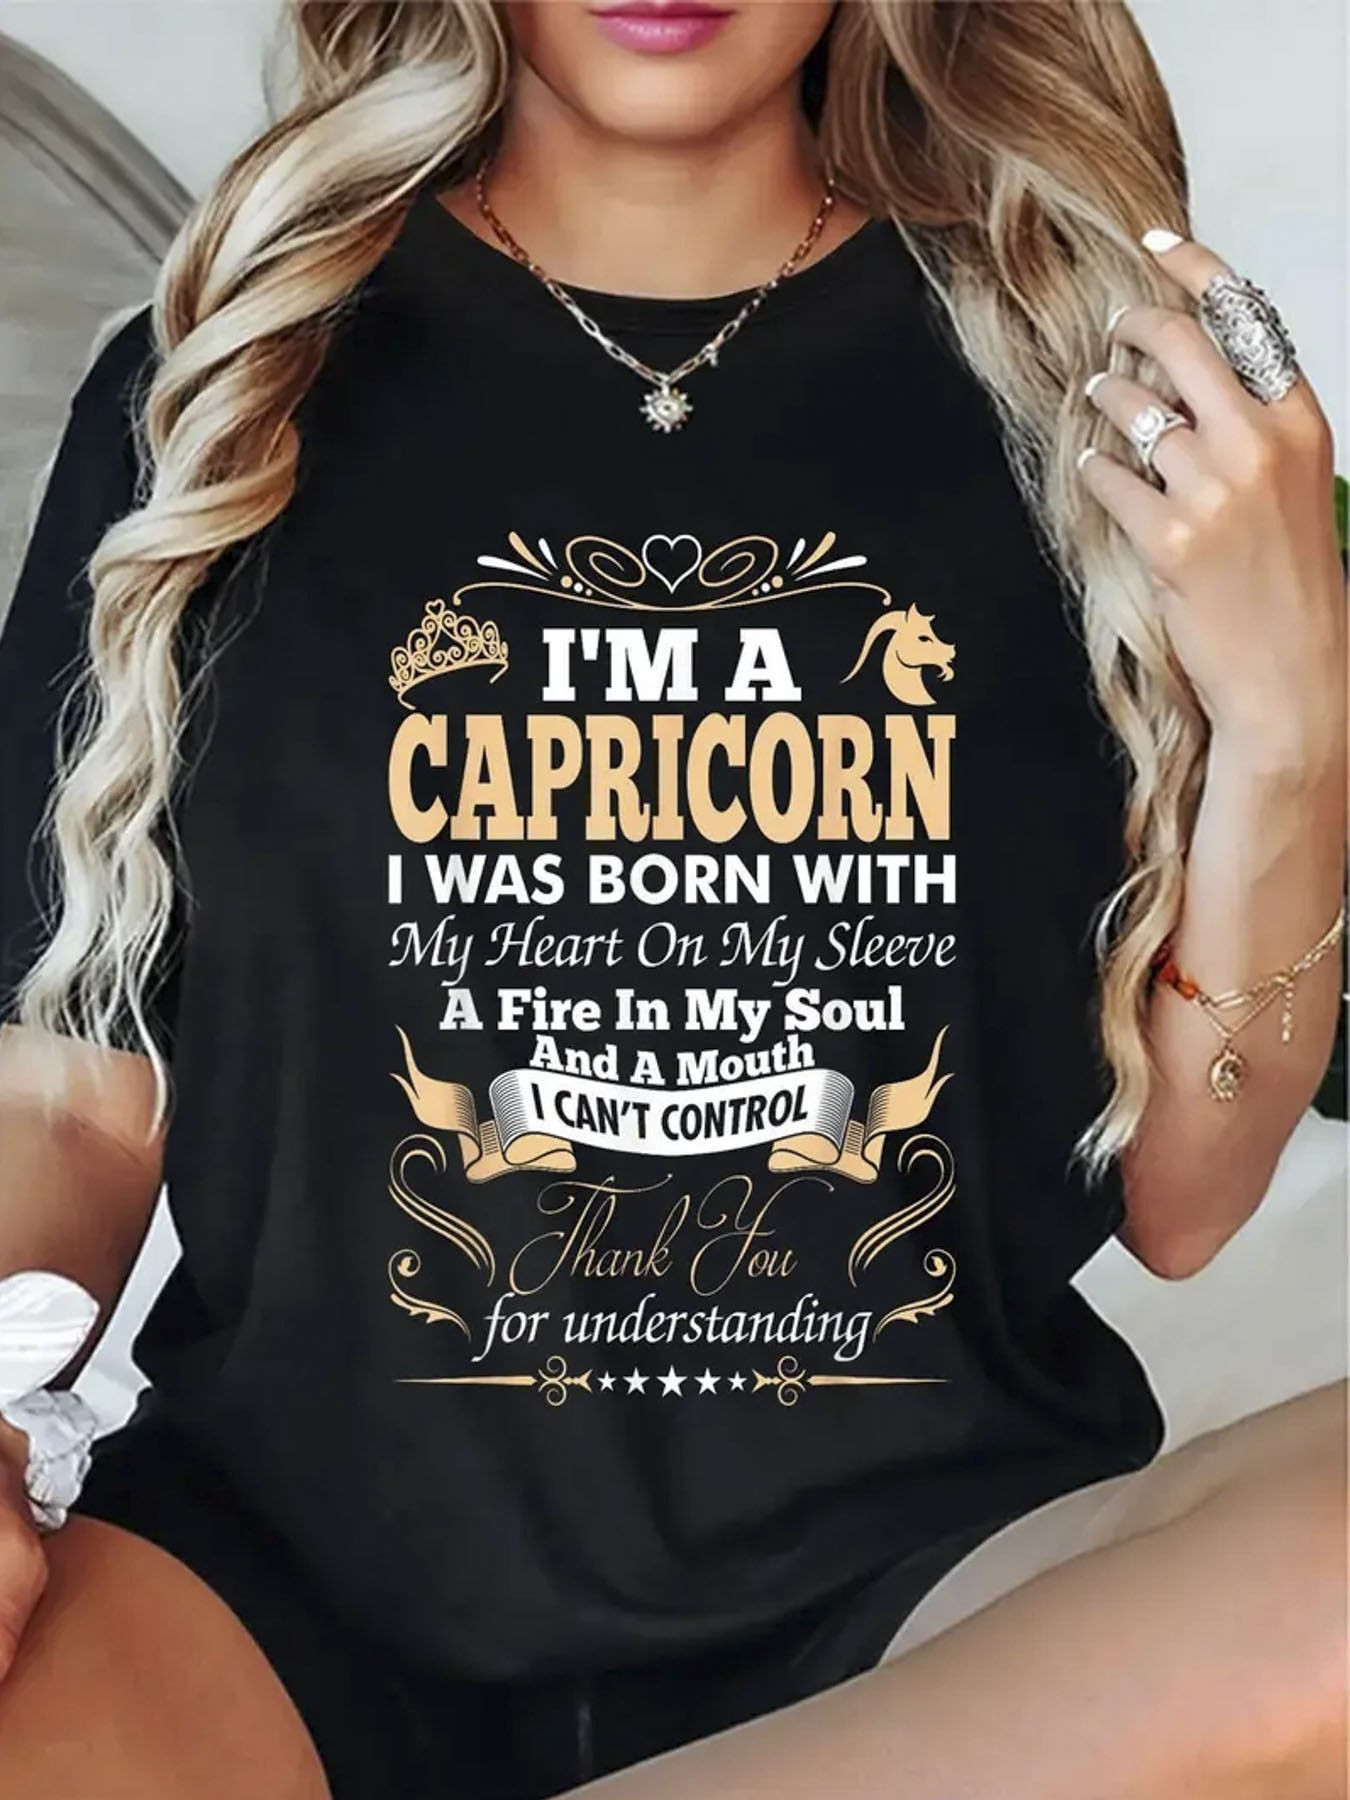 I'M A
CAPRICORN
I WAS BORN WITH
My Heart On My Sleeve
A Fire In My Soul
And A Mouth
I CAN'T CONTROL
Thank You
for understanding